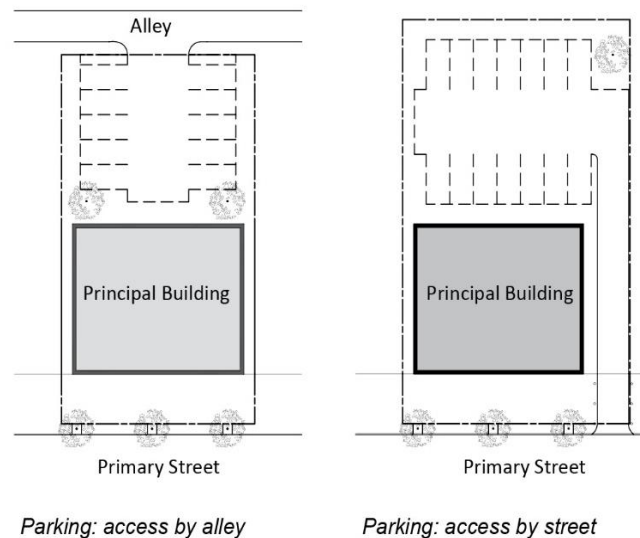 Alley
Principal Building
Primary Street
Parking: access by alley
Principal Building
Primary Street
Parking: access by street